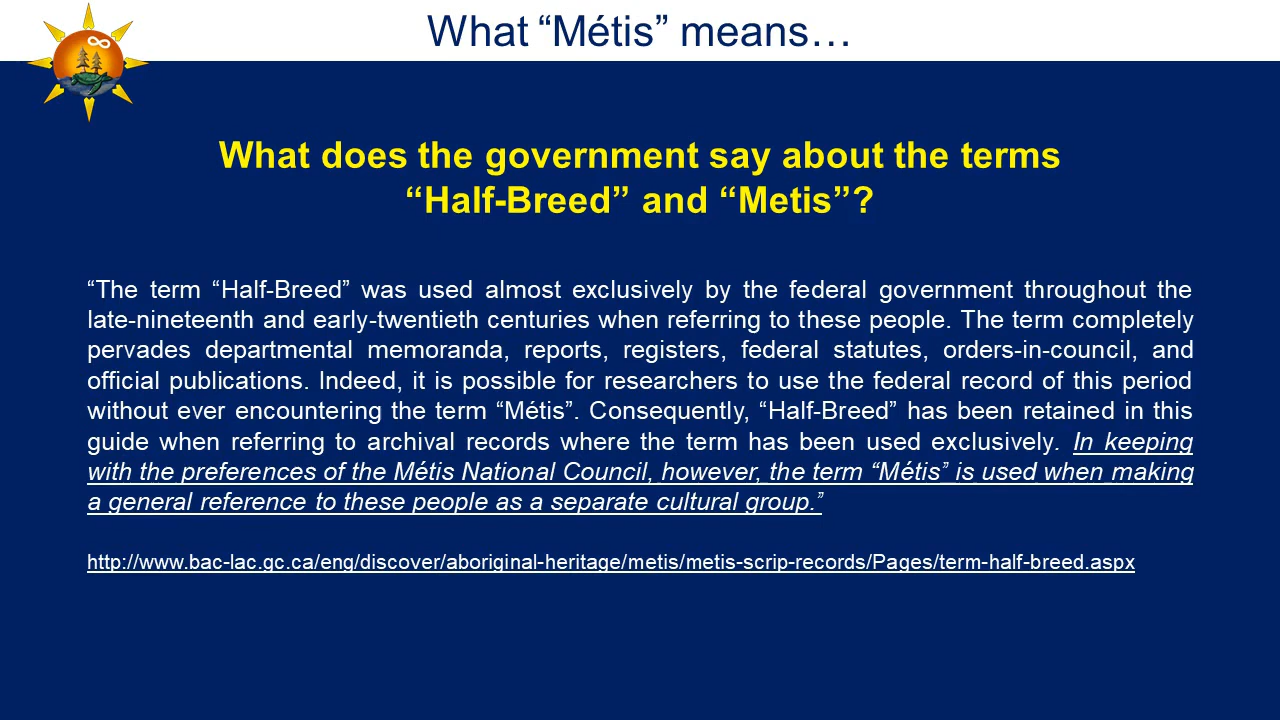 What “Métis” means…
What does the government say about the terms
“Half-Breed” and “Metis”?
“The term “Half-Breed” was used almost exclusively by the federal government throughout the
late-nineteenth and early-twentieth centuries when referring to these people. The term completely
pervades departmental memoranda, reports, registers, federal statutes, orders-in-council, and
official publications. Indeed, it is possible for researchers to use the federal record of this period
without ever encountering the term “Métis”. Consequently, “Half-Breed” has been retained in this
guide when referring to archival records where the term has been used exclusively. In keeping
with the preferences of the Métis National Council, however, the term “Métis” is used when making
a general reference to these people as a separate cultural group.”
http://www.bac-lac.gc.ca/eng/discover/aboriginal-heritage/metis/metis-scrip-records/Pages/term-half-breed.aspx